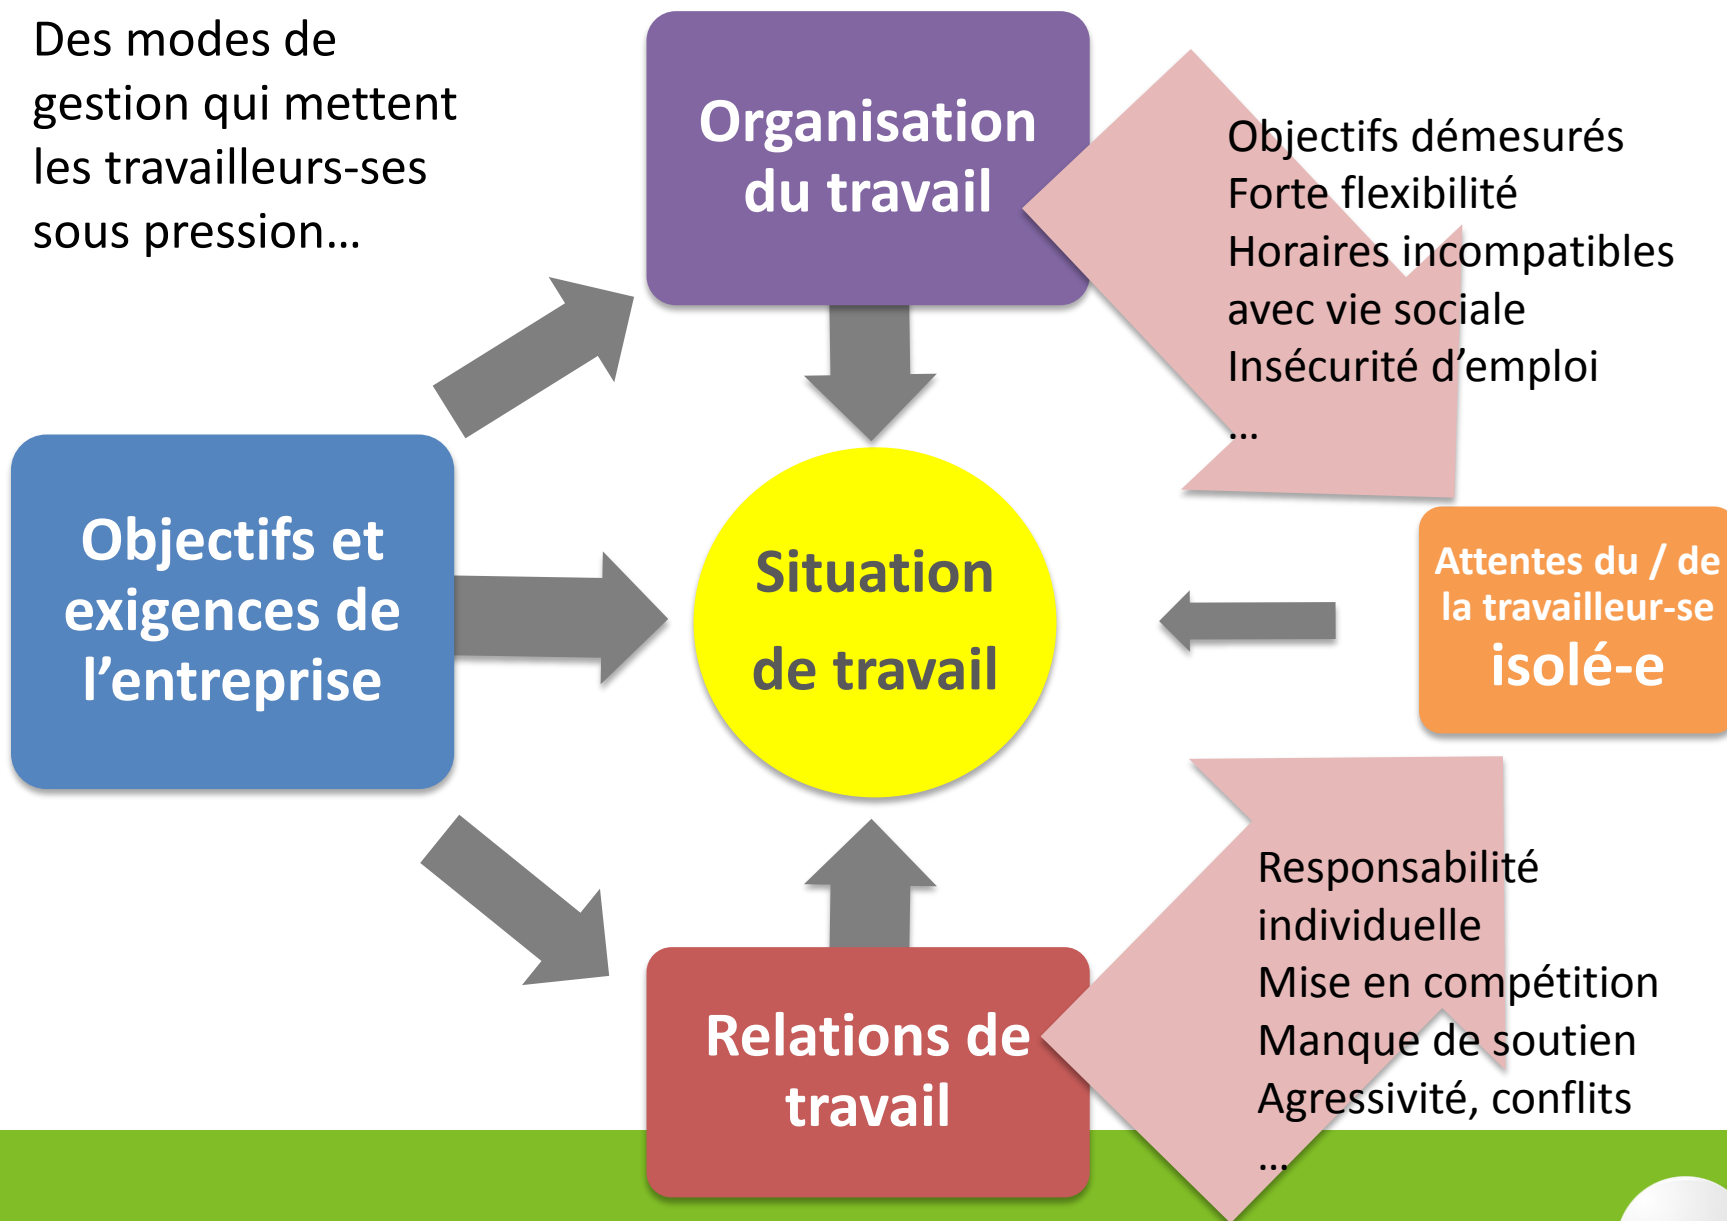 Des modes de
gestion qui mettent
les travailleurs-ses
sous pression…
Organisation
du travail
Objectifs démesurés
Forte flexibilité
Horaires incompatibles
avec vie sociale
Insécurité d’emploi
…
Objectifs et
exigences de
l’entreprise
Situation
de travail
Attentes du / de
la travailleur-se
isolé-e
Relations de
travail
Responsabilité
individuelle
Mise en compétition
Manque de soutien
Agressivité, conflits
…